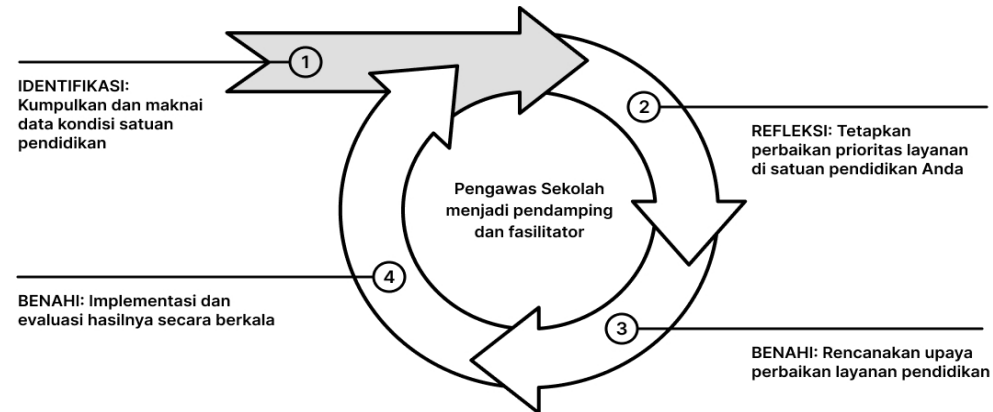 1
IDENTIFIKASI:
Kumpulkan dan maknai
data kondisi satuan
pendidikan
2
REFLEKSI: Tetapkan
perbaikan prioritas layanan
di satuan pendidikan Anda
Pengawas Sekolah
menjadi pendamping
dan fasilitator
3
BENAHI: Rencanakan upaya
perbaikan layanan pendidikan
4
BENAHI: Implementasi dan
evaluasi hasilnya secara berkala